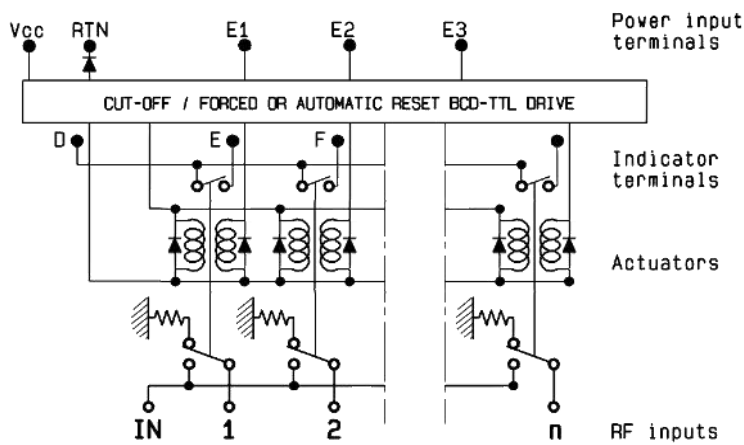 Vcc RTN E1 E2 E3 Power input
terminals
CUT-OFF / FORCED OR AUTOMATIC RESET BCD-TTL DRIVE
D E F
Indicator
terminals
Actuators
IN 1 2 n RF inputs